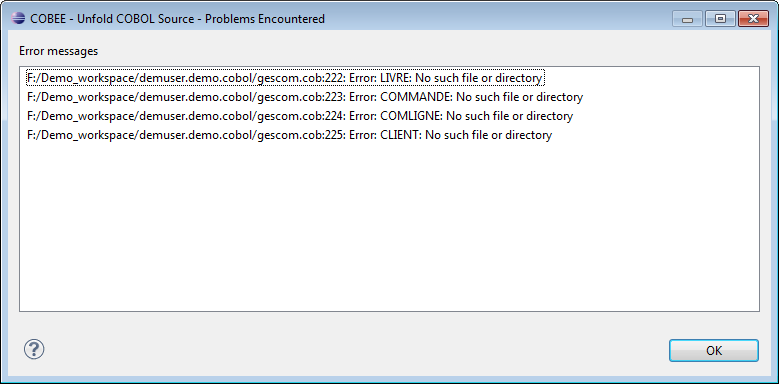 COBEE - Unfold COBOL Source - Problems Encountered
Error messages
F:/Demo_workspace/demuser.demo.cobol/gescom.cob:222: Error: LIVRE: No such file or directory
F:/Demo_workspace/demuser.demo.cobol/gescom.cob:223: Error: COMMANDE: No such file or directory
F:/Demo_workspace/demuser.demo.cobol/gescom.cob:224: Error: COMLIGNE: No such file or directory
F:/Demo_workspace/demuser.demo.cobol/gescom.cob:225: Error: CLIENT: No such file or directory
?
OK